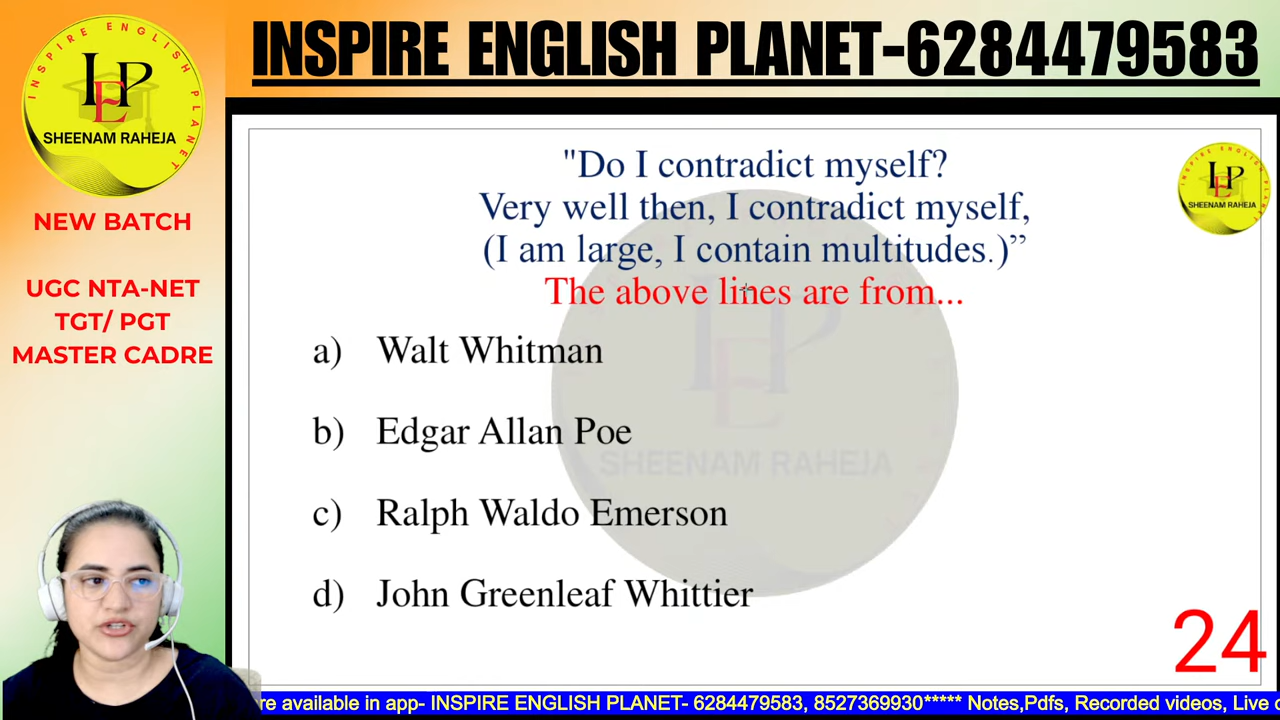 INSPIRE ENGLISH PLANET-6284479583
INSPIRE ENGLISH PLANET
IEP
SHEENAM RAHEJA
NEW BATCH
UGC NTA-NET
TGT/ PGT
MASTER CADRE
"Do I contradict myself?
Very well then, I contradict myself,
(I am large, I contain multitudes.)”
The above lines are from...
a) Walt Whitman
b) Edgar Allan Poe
c) Ralph Waldo Emerson
d) John Greenleaf Whittier
IEP
SHEENAM RAHEJA
IEP
SHEENAM RAHEJA
24
re available in app- INSPIRE ENGLISH PLANET- 6284479583, 8527369930***** Notes,Pdfs, Recorded videos, Live